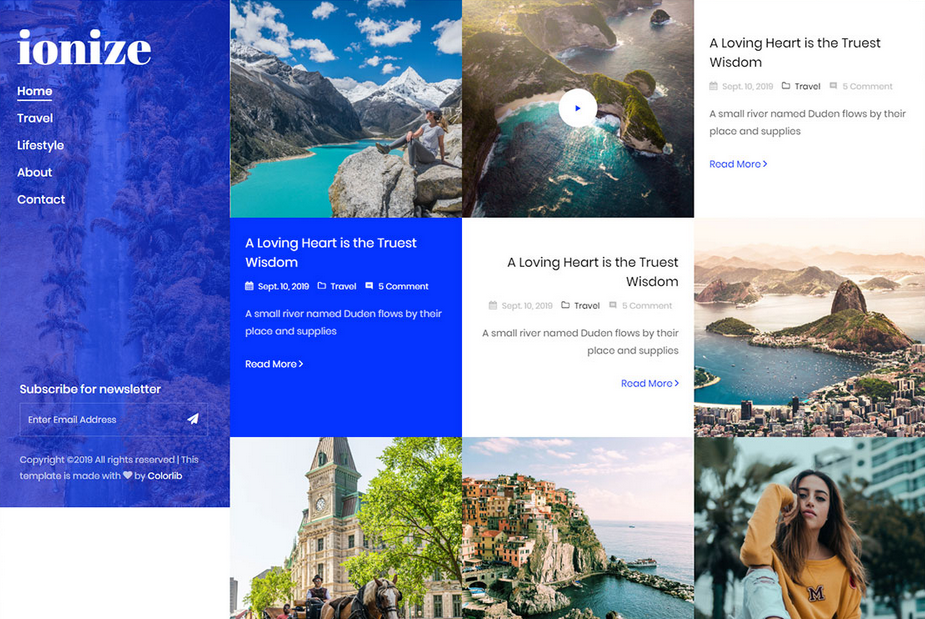 ionize
Home
Travel
Lifestyle
About
Contact
Subscribe for newsletter
Enter Email Address
Copyright ©2019 All rights reserved | This
template is made with ♥ by Colorlib
A Loving Heart is the Truest
Wisdom
Sept. 10, 2019 Travel 5 Comment
A small river named Duden flows by their
place and supplies
Read More >
A Loving Heart is the Truest
Wisdom
Sept. 10, 2019 Travel 5 Comment
A small river named Duden flows by their
place and supplies
Read More >
A Loving Heart is the Truest
Wisdom
Sept. 10, 2019 Travel 5 Comment
A small river named Duden flows by their
place and supplies
Read More >
M